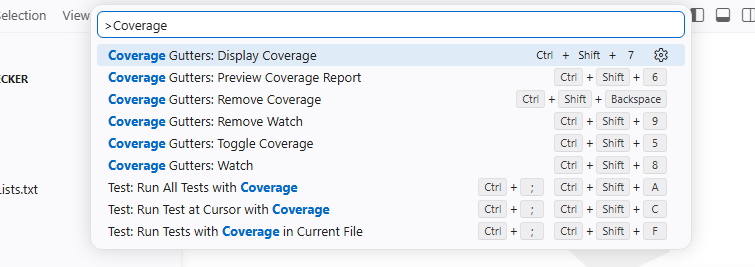 Selection View
>Coverage
ECKER
Coverage Gutters: Display Coverage Ctrl + Shift + 7
Coverage Gutters: Preview Coverage Report Ctrl + Shift + 6
Coverage Gutters: Remove Coverage Ctrl + Shift + Backspace
Coverage Gutters: Remove Watch Ctrl + Shift + 9
Coverage Gutters: Toggle Coverage Ctrl + Shift + 5
Coverage Gutters: Watch Ctrl + Shift + 8
Lists.txt
Test: Run All Tests with Coverage Ctrl + ; Ctrl + Shift + A
Test: Run Test at Cursor with Coverage Ctrl + ; Ctrl + Shift + C
Test: Run Tests with Coverage in Current File Ctrl + ; Ctrl + Shift + F